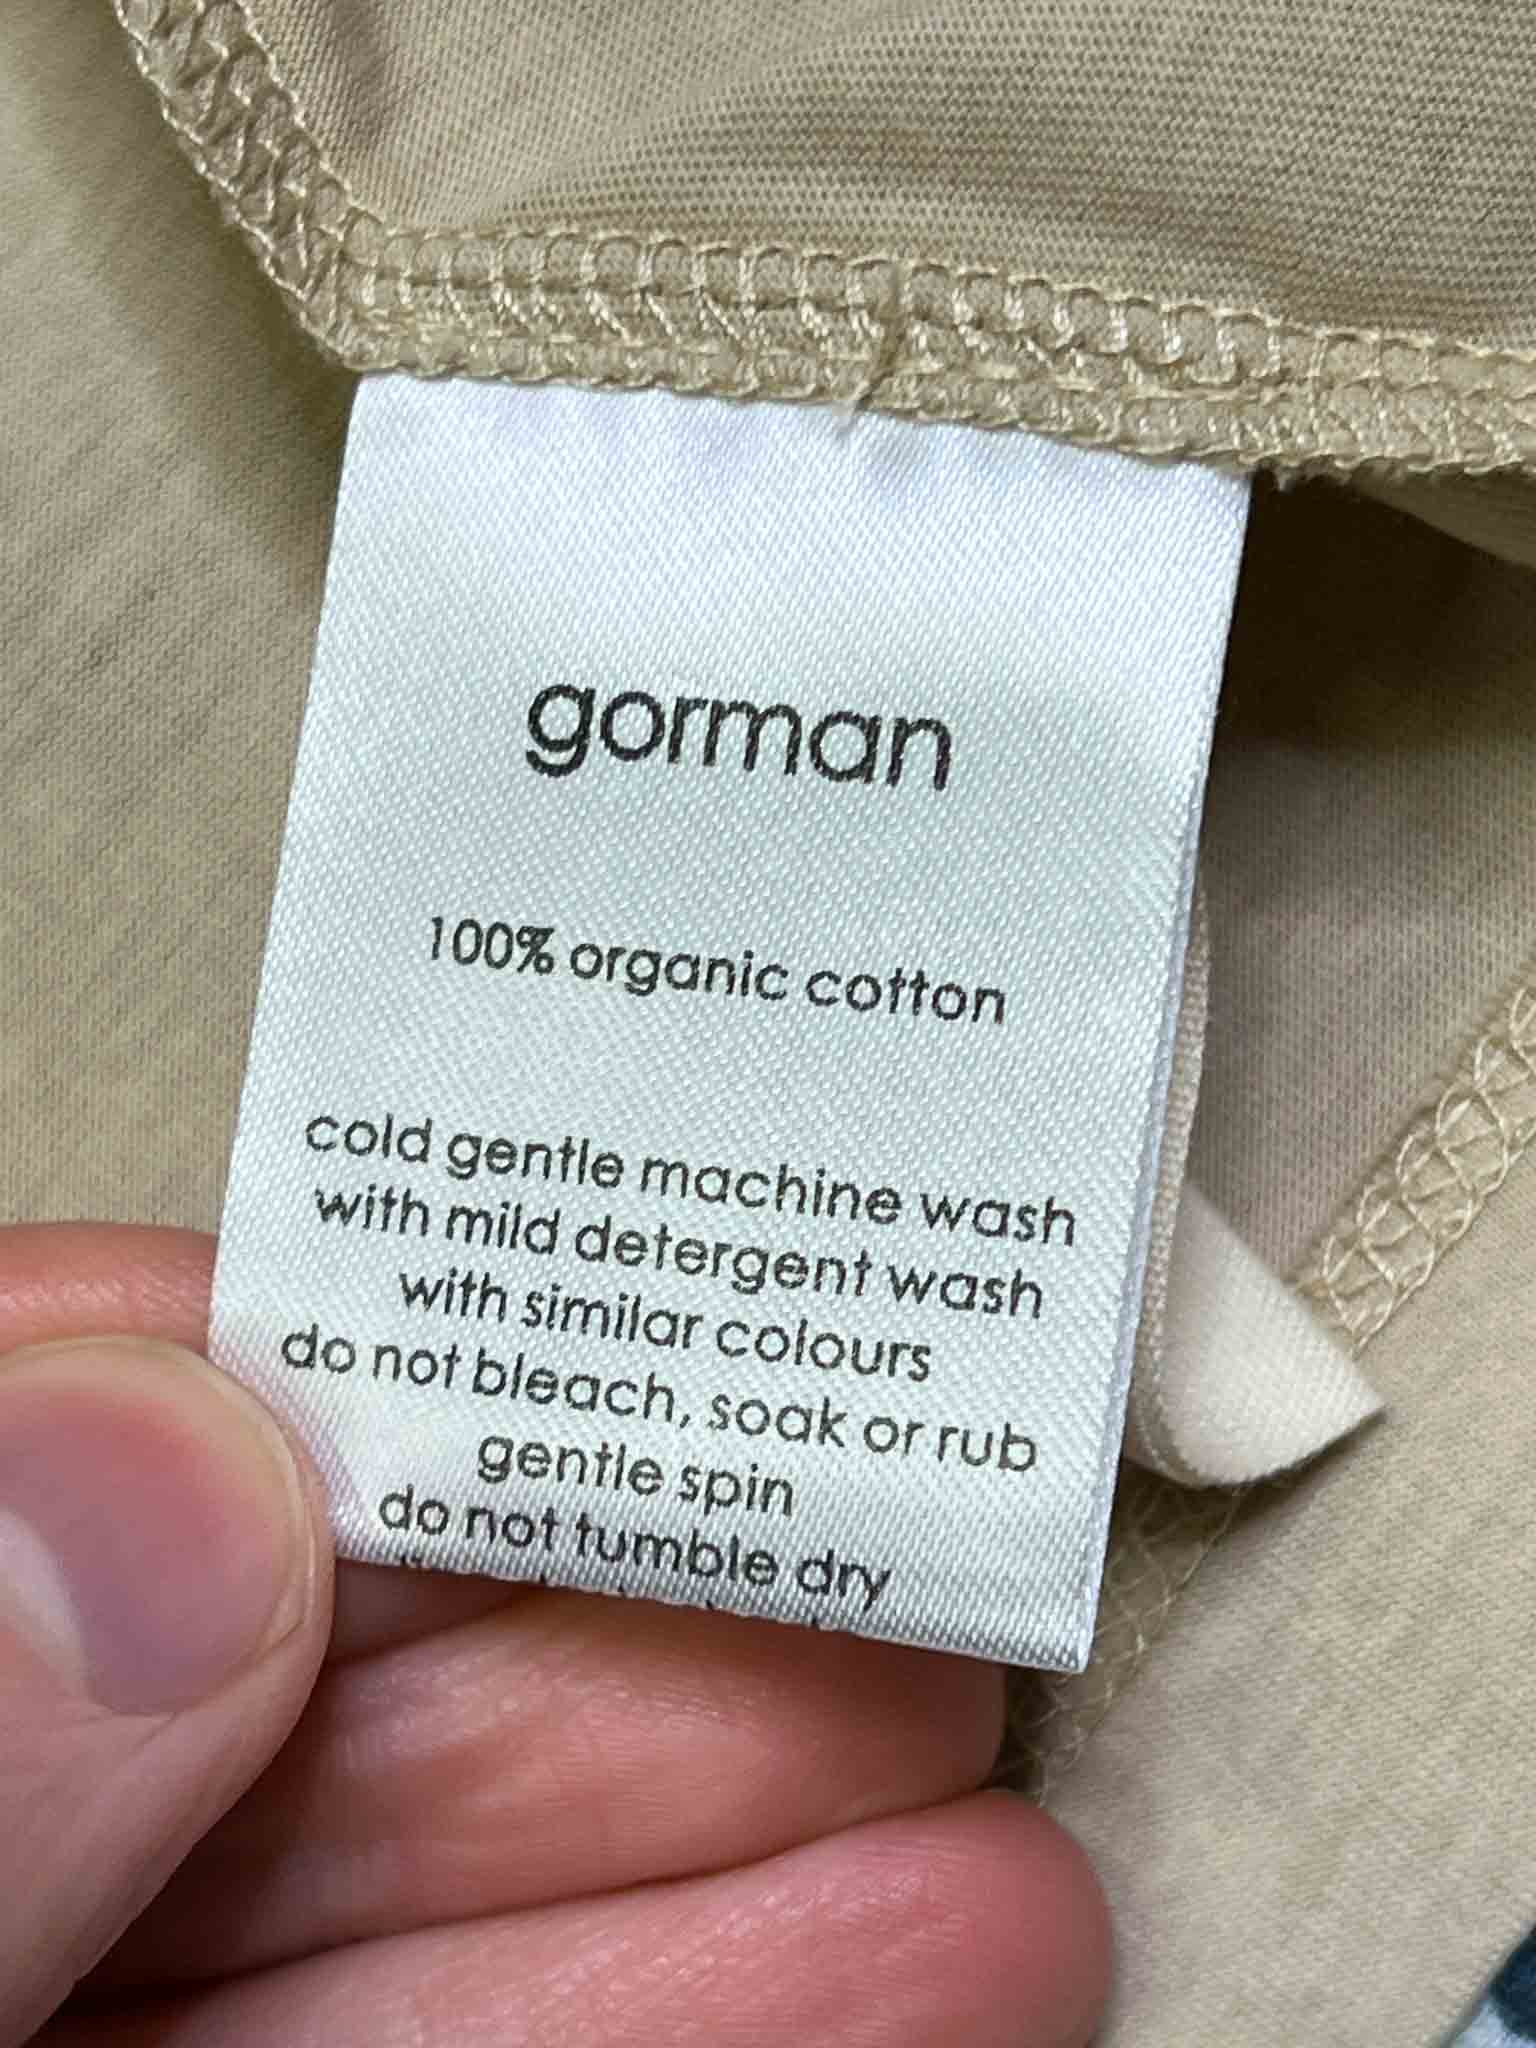 gorman
100% organic cotton
cold gentle machine wash
with mild detergent wash
with similar colours
do not bleach, soak or rub
gentle spin
do not tumble dry